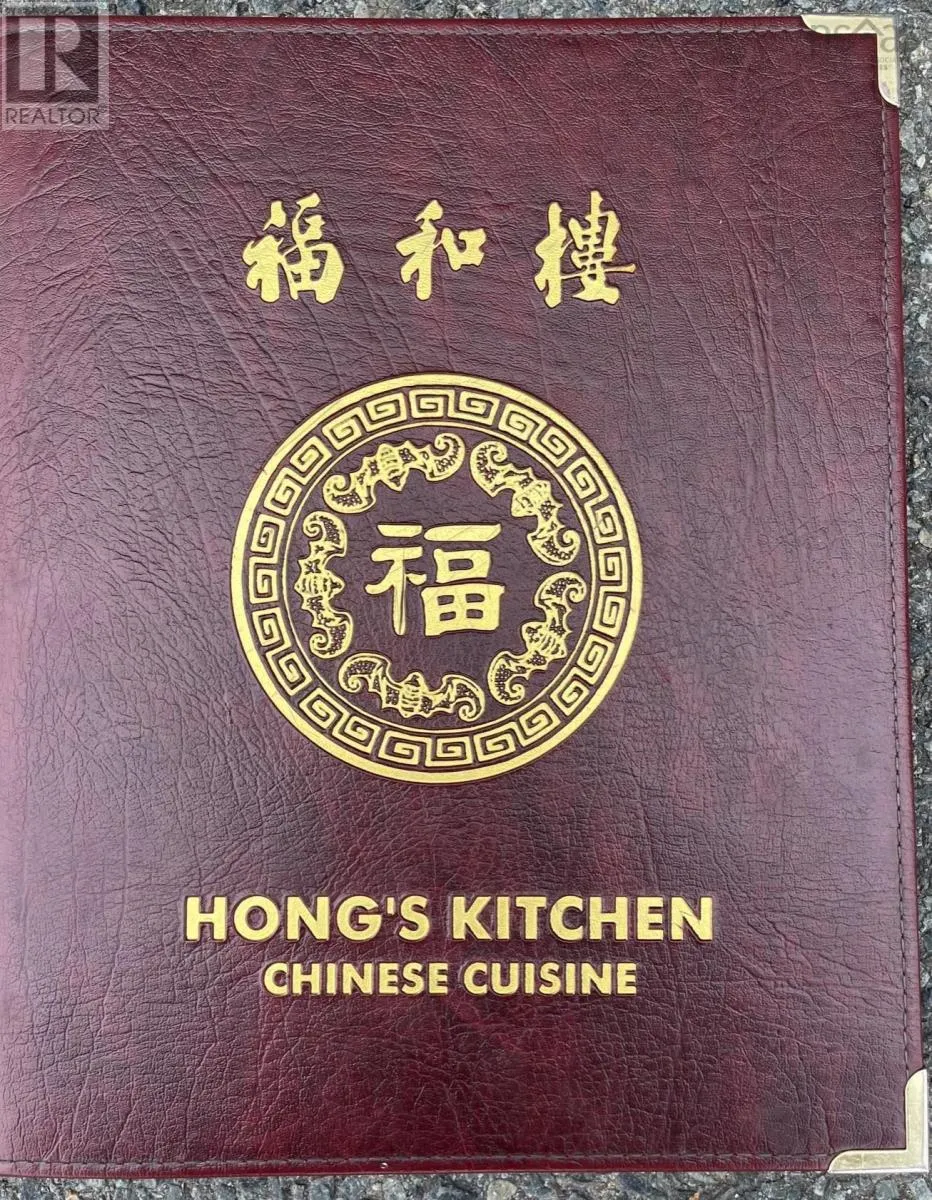 REALTOR
福和樓
福
HONG'S KITCHEN
CHINESE CUISINE